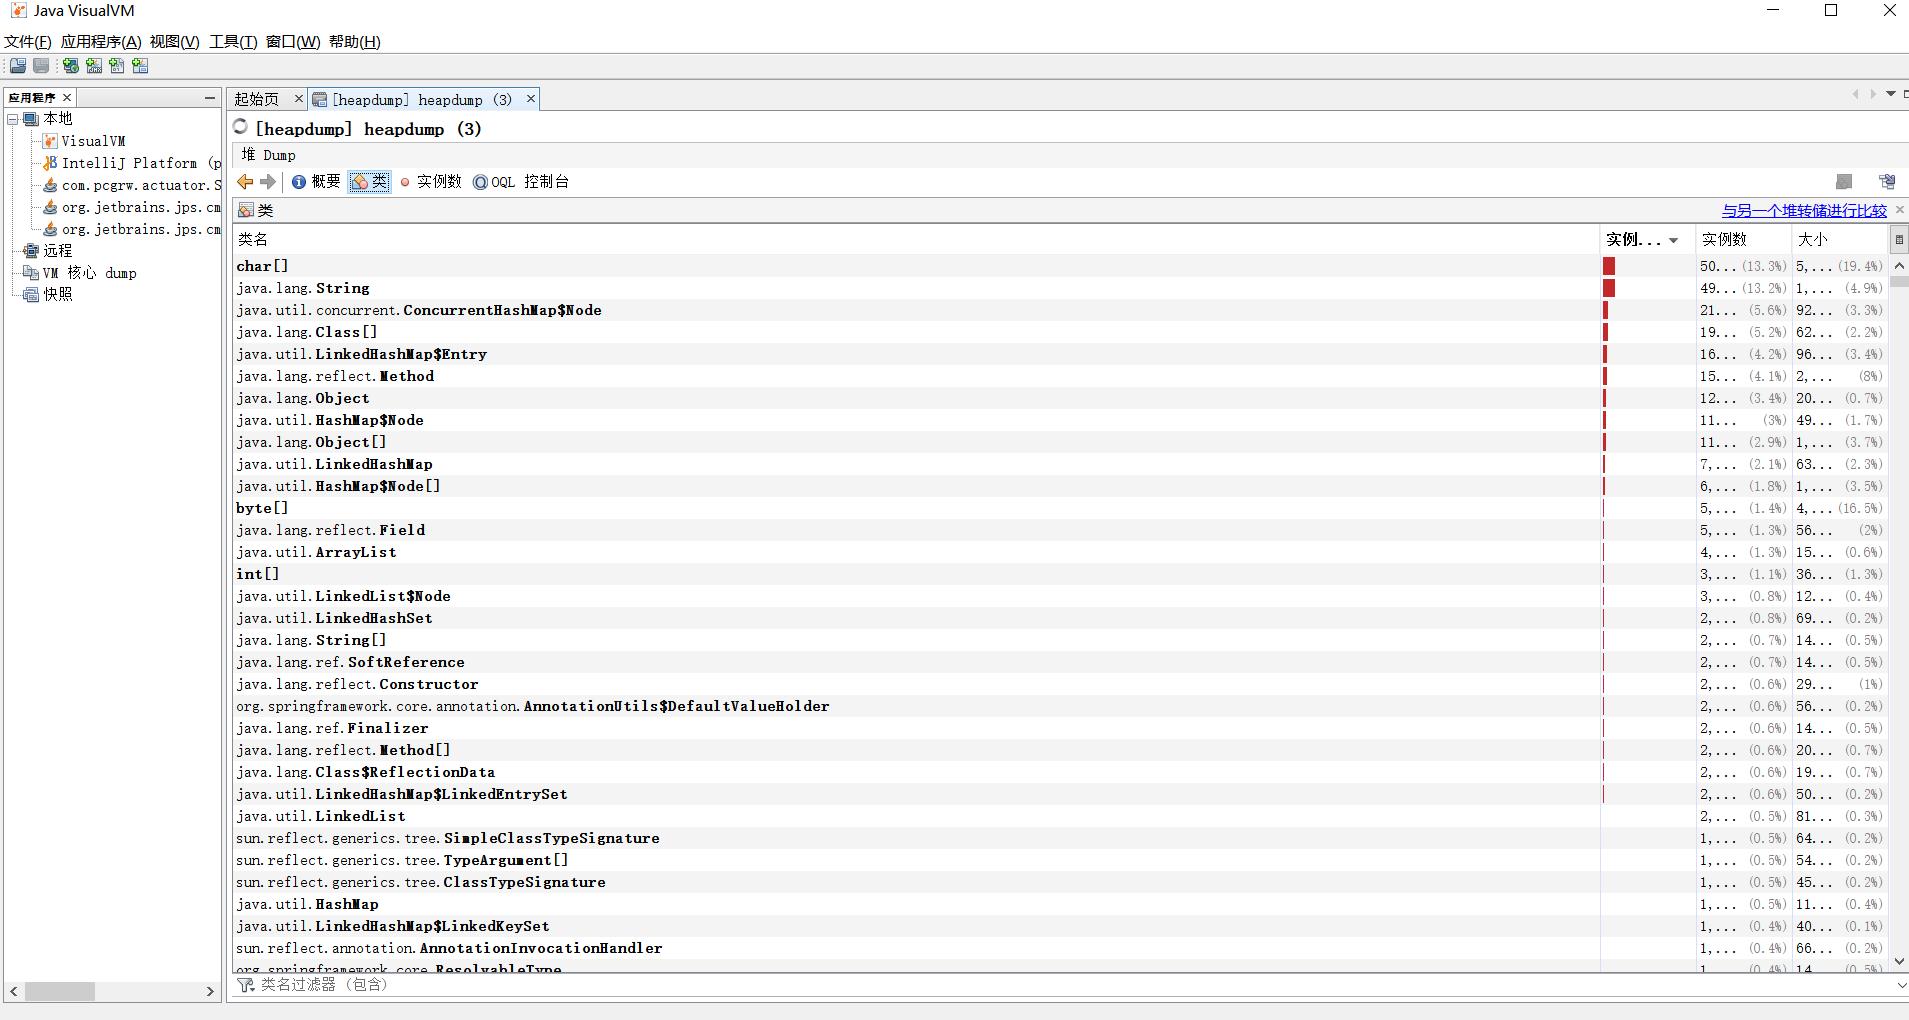 Java VisualVM
文件(F) 应用程序(A) 视图(V) 工具(T) 窗口(W) 帮助(H)
应用程序
本地
VisualVM
IntelliJ Platform (p
com.pcgrw.actuator.S
org.jetbrains.jps.cm
org.jetbrains.jps.cm
远程
VM 核心 dump
快照
起始页 [heapdump] heapdump (3)
[heapdump] heapdump (3)
堆 Dump
概要 类 实例数 OQL 控制台
类 与另一个堆转储进行比较
类名 实例... 实例数 大小
char[] 50... (13.3%) 5,... (19.4%)
java.lang.String 49... (13.2%) 1,... (4.9%)
java.util.concurrent.ConcurrentHashMap$Node 21... (5.6%) 92... (3.3%)
java.lang.Class[] 19... (5.2%) 62... (2.2%)
java.util.LinkedHashMap$Entry 16... (4.2%) 96... (3.4%)
java.lang.reflect.Method 15... (4.1%) 2,... (8%)
java.lang.Object 12... (3.4%) 20... (0.7%)
java.util.HashMap$Node 11... (3%) 49... (1.7%)
java.lang.Object[] 11... (2.9%) 1,... (3.7%)
java.util.LinkedHashMap 7,... (2.1%) 63... (2.3%)
java.util.HashMap$Node[] 6,... (1.8%) 1,... (3.5%)
byte[] 5,... (1.4%) 4,... (16.5%)
java.lang.reflect.Field 5,... (1.3%) 56... (2%)
java.util.ArrayList 4,... (1.3%) 15... (0.6%)
int[] 3,... (1.1%) 36... (1.3%)
java.util.LinkedList$Node 3,... (0.8%) 12... (0.4%)
java.util.LinkedHashSet 2,... (0.8%) 69... (0.2%)
java.lang.String[] 2,... (0.7%) 14... (0.5%)
java.lang.ref.SoftReference 2,... (0.7%) 14... (0.5%)
java.lang.reflect.Constructor 2,... (0.6%) 29... (1%)
org.springframework.core.annotation.AnnotationUtils$DefaultValueHolder 2,... (0.6%) 56... (0.2%)
java.lang.ref.Finalizer 2,... (0.6%) 14... (0.5%)
java.lang.reflect.Method[] 2,... (0.6%) 20... (0.7%)
java.lang.Class$ReflectionData 2,... (0.6%) 19... (0.7%)
java.util.LinkedHashMap$LinkedEntrySet 2,... (0.6%) 50... (0.2%)
java.util.LinkedList 2,... (0.5%) 81... (0.3%)
sun.reflect.generics.tree.SimpleClassTypeSignature 1,... (0.5%) 64... (0.2%)
sun.reflect.generics.tree.TypeArgument[] 1,... (0.5%) 54... (0.2%)
sun.reflect.generics.tree.ClassTypeSignature 1,... (0.5%) 45... (0.2%)
java.util.HashMap 1,... (0.5%) 11... (0.4%)
java.util.LinkedHashMap$LinkedKeySet 1,... (0.4%) 40... (0.1%)
sun.reflect.annotation.AnnotationInvocationHandler 1,... (0.4%) 66... (0.2%)
org.springframework.core.ResolvableType 1,... (0.4%) 14... (0.5%)
类名过滤器 (包含)